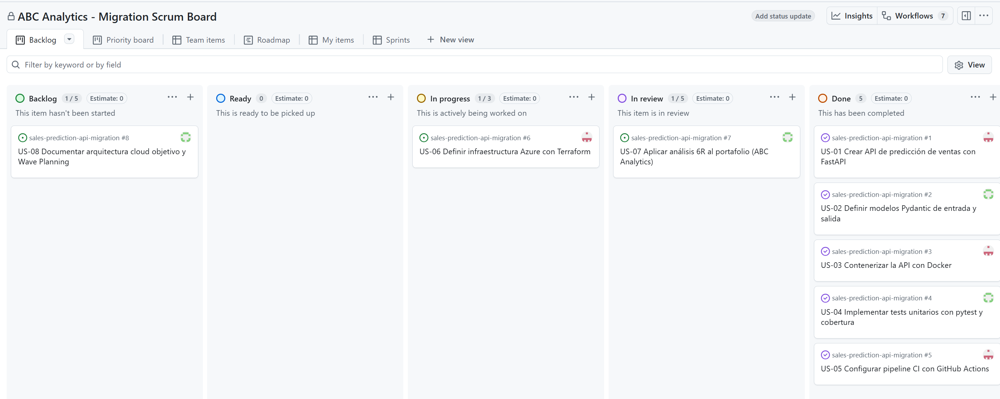 ABC Analytics - Migration Scrum Board
Add status update
Insights
Workflows 7
Backlog
Priority board
Team items
Roadmap
My items
Sprints
New view
Filter by keyword or by field
View
Backlog 1 / 5 Estimate: 0
This item hasn't been started
sales-prediction-api-migration #8
US-08 Documentar arquitectura cloud objetivo y
Wave Planning
Ready 0 Estimate: 0
This is ready to be picked up
In progress 1 / 3 Estimate: 0
This is actively being worked on
sales-prediction-api-migration #6
US-06 Definir infraestructura Azure con Terraform
In review 1 / 5 Estimate: 0
This item is in review
sales-prediction-api-migration #7
US-07 Aplicar análisis 6R al portafolio (ABC
Analytics)
Done 5 Estimate: 0
This has been completed
sales-prediction-api-migration #1
US-01 Crear API de predicción de ventas con
FastAPI
sales-prediction-api-migration #2
US-02 Definir modelos Pydantic de entrada y
salida
sales-prediction-api-migration #3
US-03 Contenerizar la API con Docker
sales-prediction-api-migration #4
US-04 Implementar tests unitarios con pytest y
cobertura
sales-prediction-api-migration #5
US-05 Configurar pipeline CI con GitHub Actions